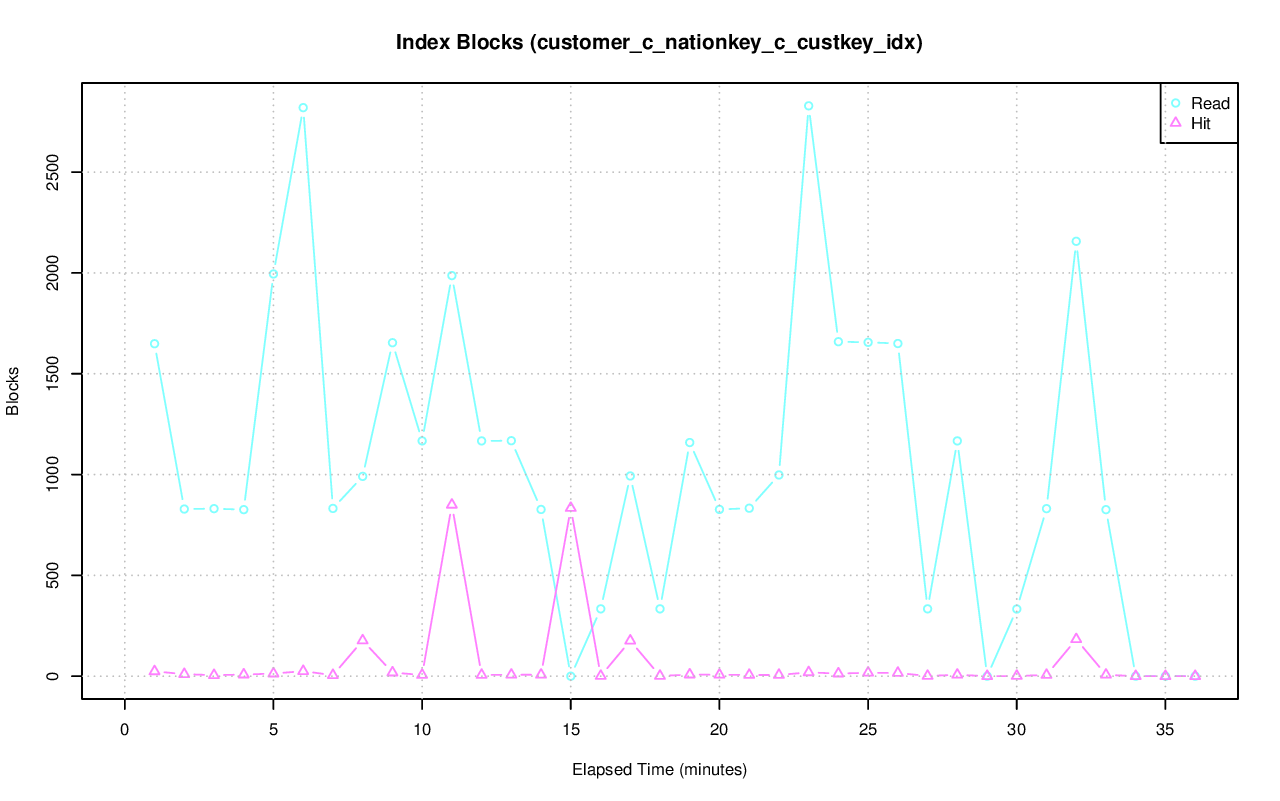 Index Blocks (customer_c_nationkey_c_custkey_idx)
Read
Hit
Blocks
2500
2000
1500
1000
500
0
0 5 10 15 20 25 30 35
Elapsed Time (minutes)